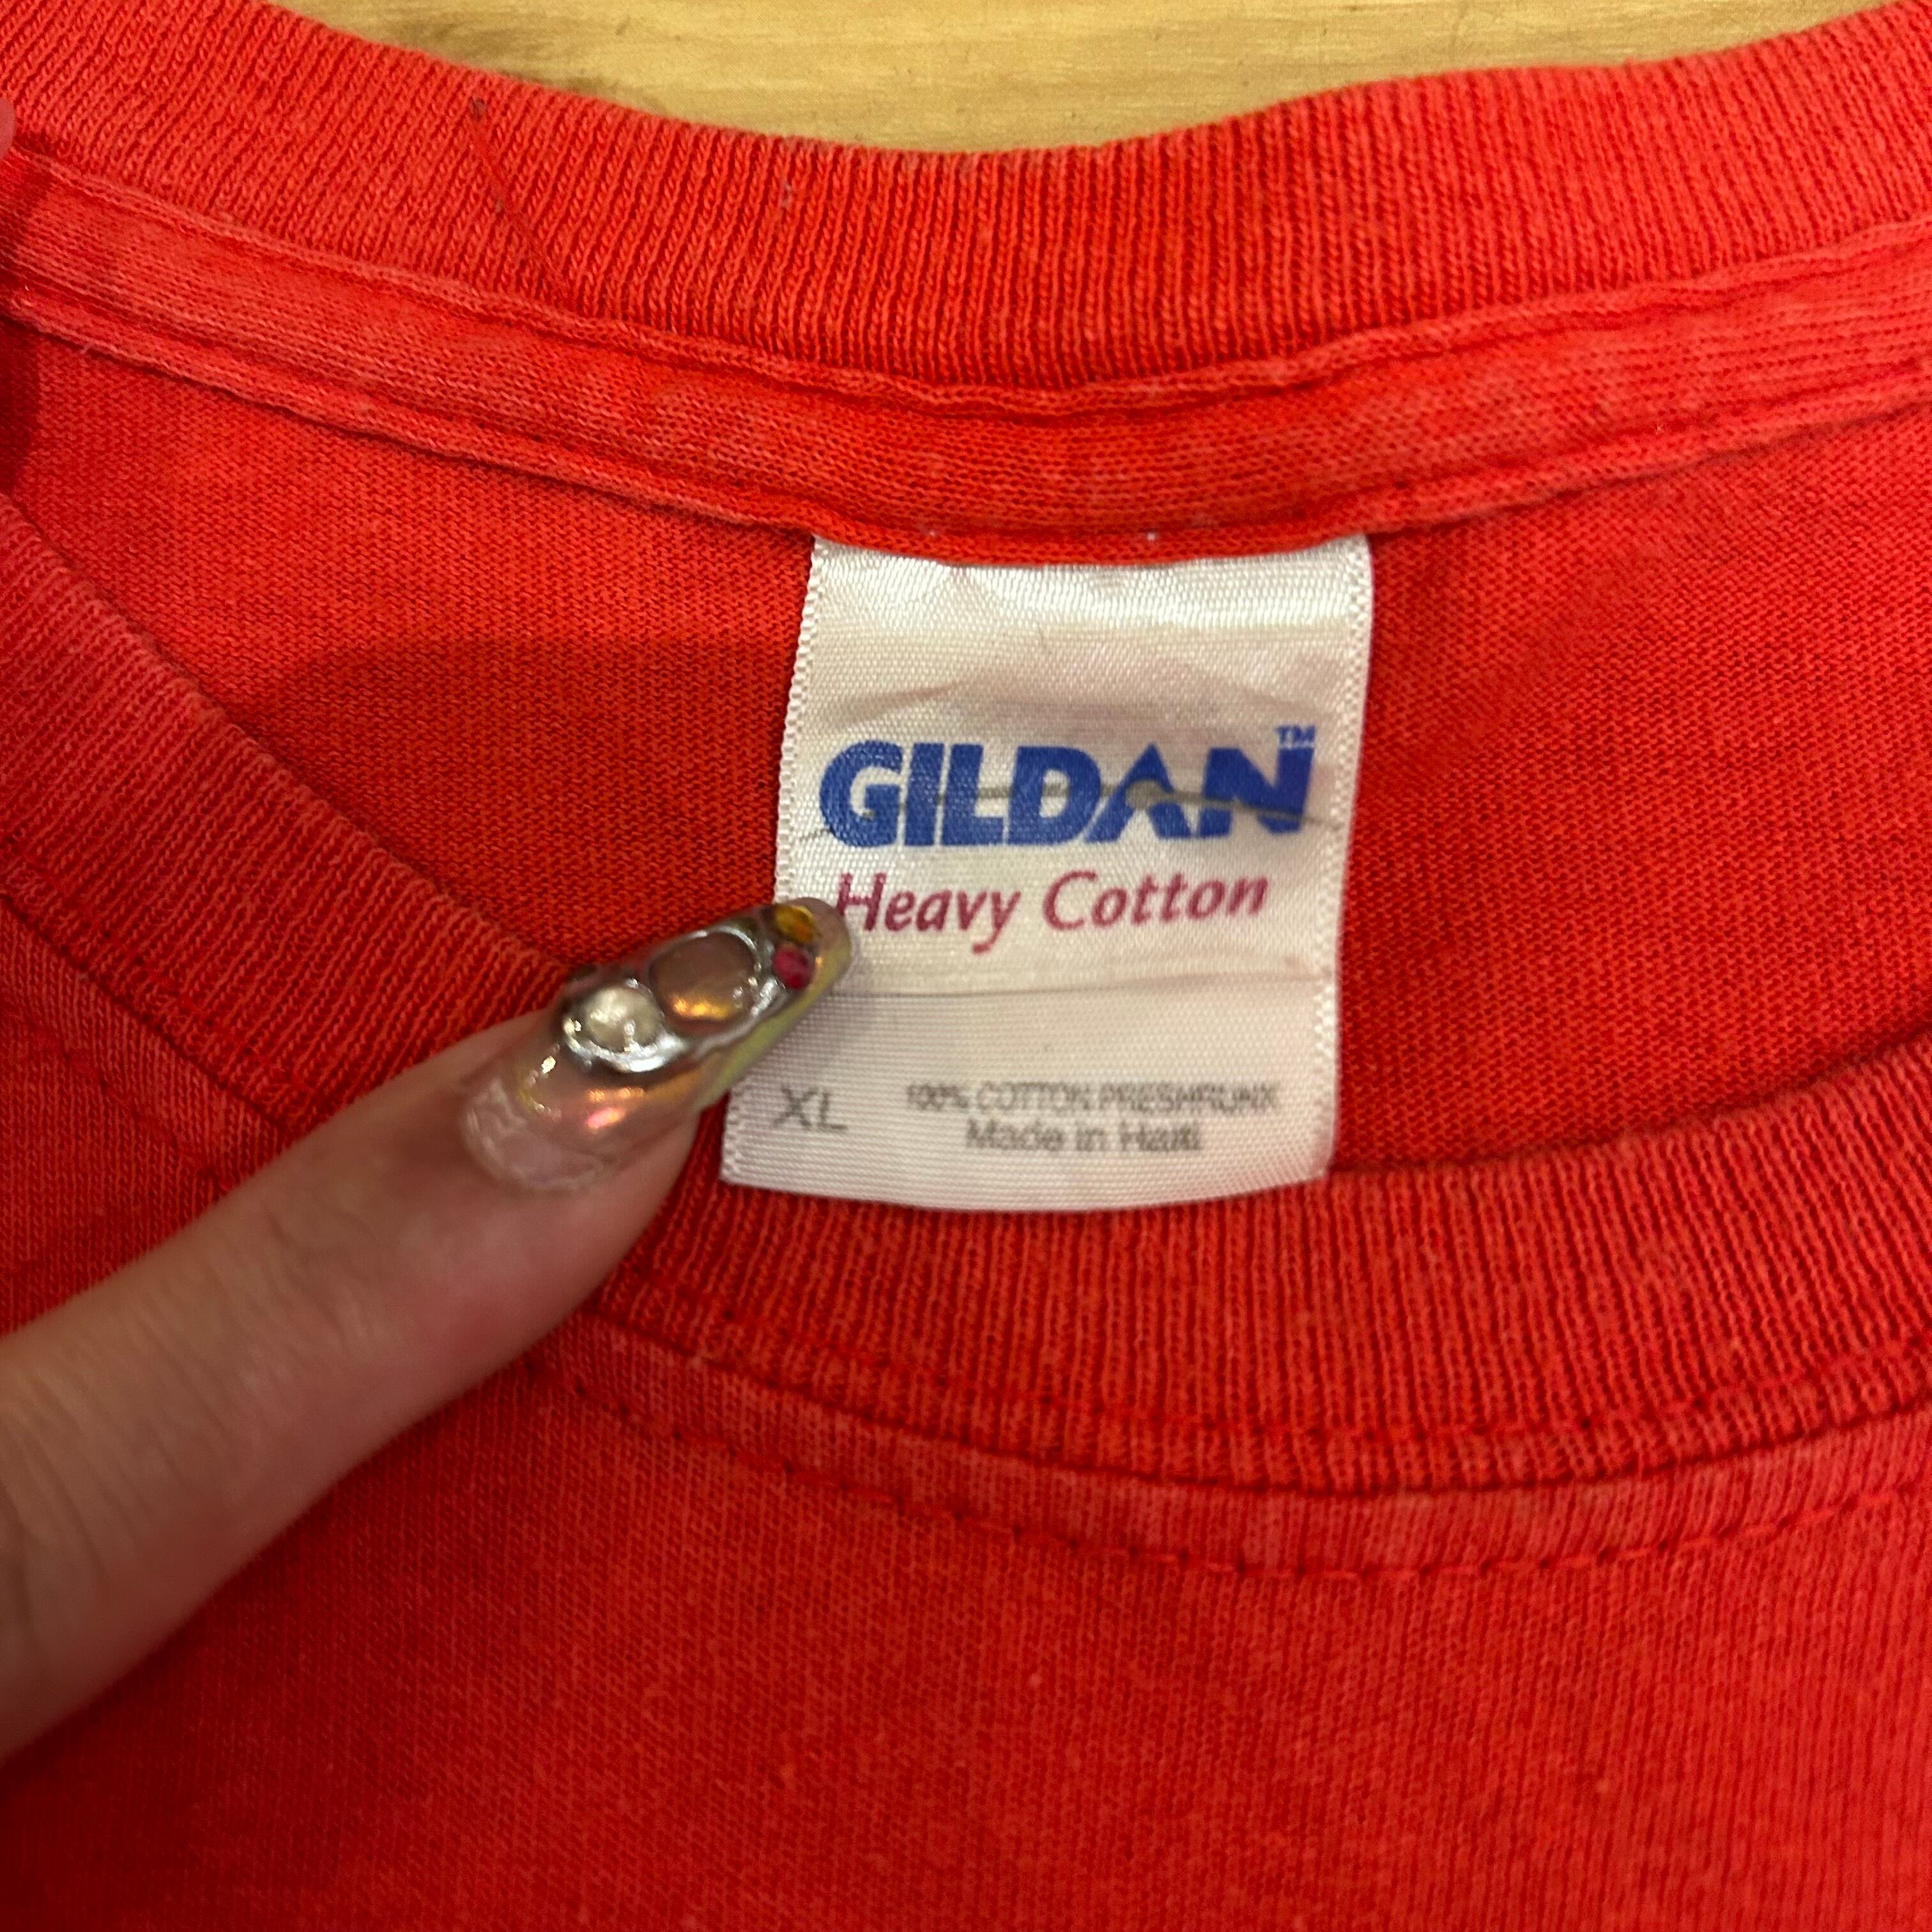 GILDAN™
Heavy Cotton
XL 100% COTTON PRESHRUNK
Made in Haiti